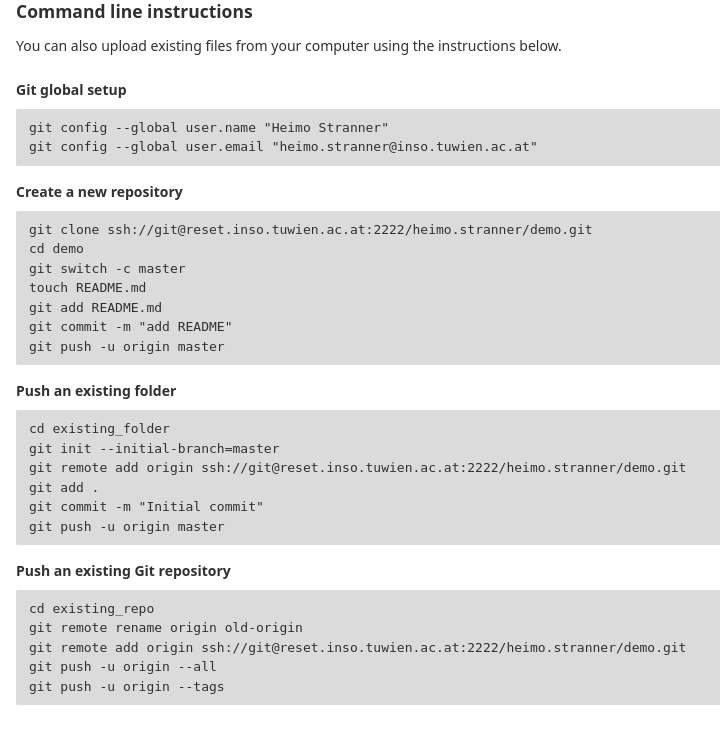 Command line instructions
You can also upload existing files from your computer using the instructions below.
Git global setup
git config --global user.name "Heimo Stranner"
git config --global user.email "heimo.stranner@inso.tuwien.ac.at"
Create a new repository
git clone ssh://git@reset.inso.tuwien.ac.at:2222/heimo.stranner/demo.git
cd demo
git switch -c master
touch README.md
git add README.md
git commit -m "add README"
git push -u origin master
Push an existing folder
cd existing_folder
git init --initial-branch=master
git remote add origin ssh://git@reset.inso.tuwien.ac.at:2222/heimo.stranner/demo.git
git add .
git commit -m "Initial commit"
git push -u origin master
Push an existing Git repository
cd existing_repo
git remote rename origin old-origin
git remote add origin ssh://git@reset.inso.tuwien.ac.at:2222/heimo.stranner/demo.git
git push -u origin --all
git push -u origin --tags